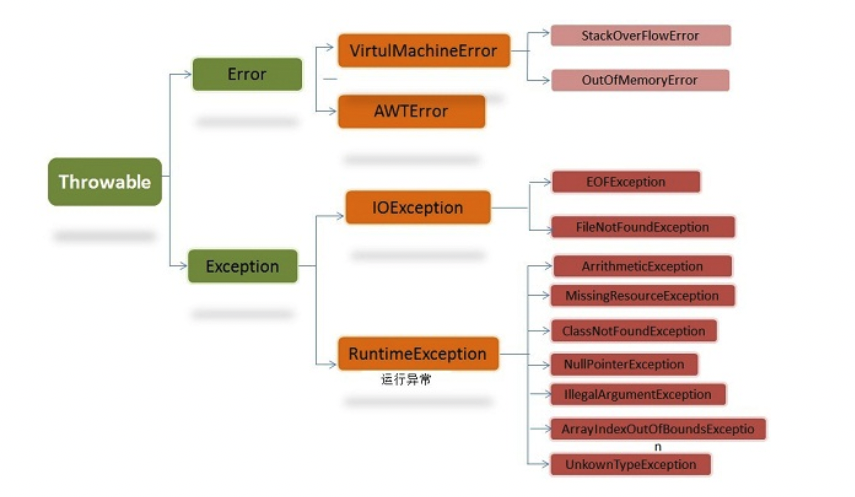 Throwable
Error
VirtulMachineError
StackOverFlowError
OutOfMemoryError
AWTError
Exception
IOException
EOFException
FileNotFoundException
RuntimeException
运行异常
ArrithmeticException
MissingResourceException
ClassNotFoundException
NullPointerException
IllegalArgumentException
ArrayIndexOutOfBoundsExceptio
n
UnkownTypeException